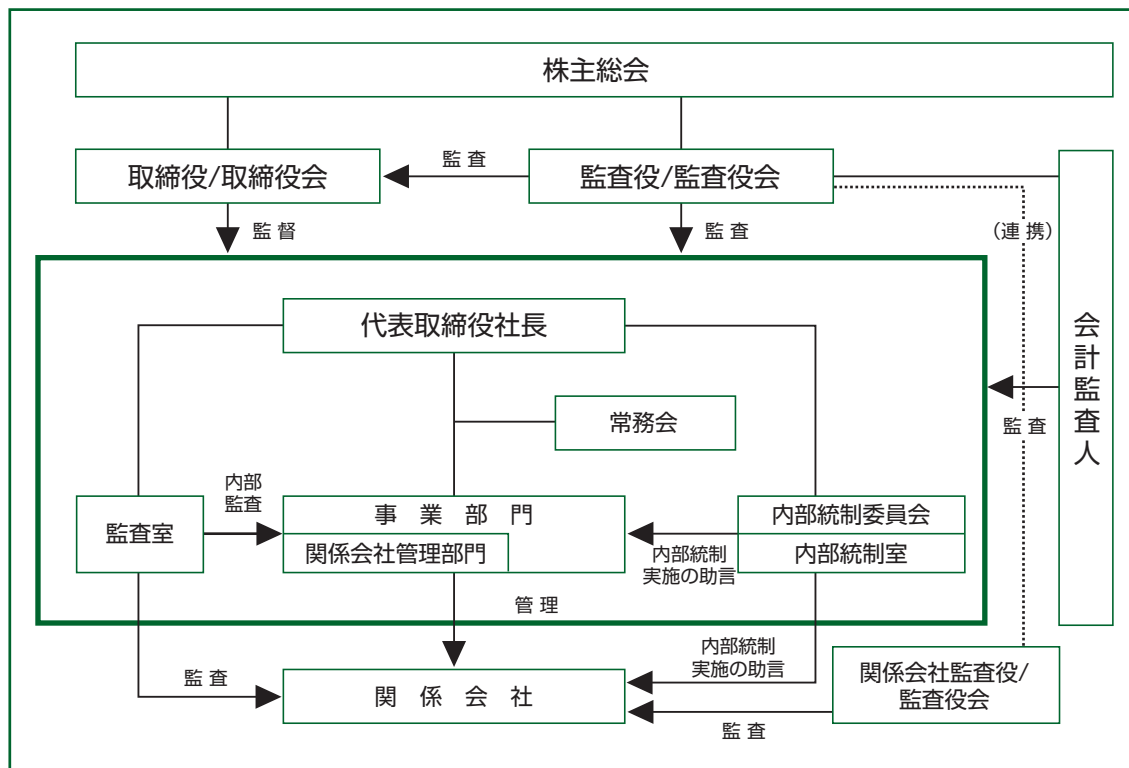 株主総会
取締役/取締役会
監 査
監査役/監査役会
監 督
監 査
(連 携)
代表取締役社長
会計監査人
常務会
監 査
内部
監査
監査室
事 業 部 門
関係会社管理部門
内部統制委員会
内部統制室
内部統制
実施の助言
管 理
監 査
関 係 会 社
内部統制
実施の助言
関係会社監査役/
監査役会
監 査